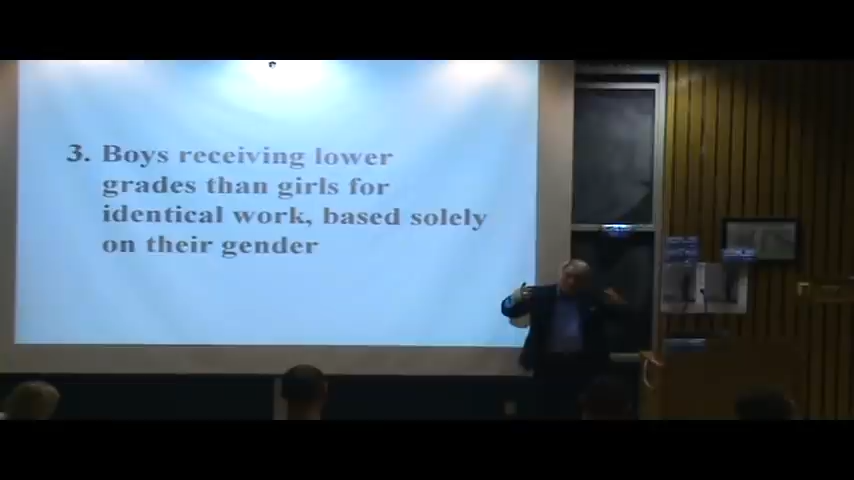 3. Boys receiving lower
grades than girls for
identical work, based solely
on their gender